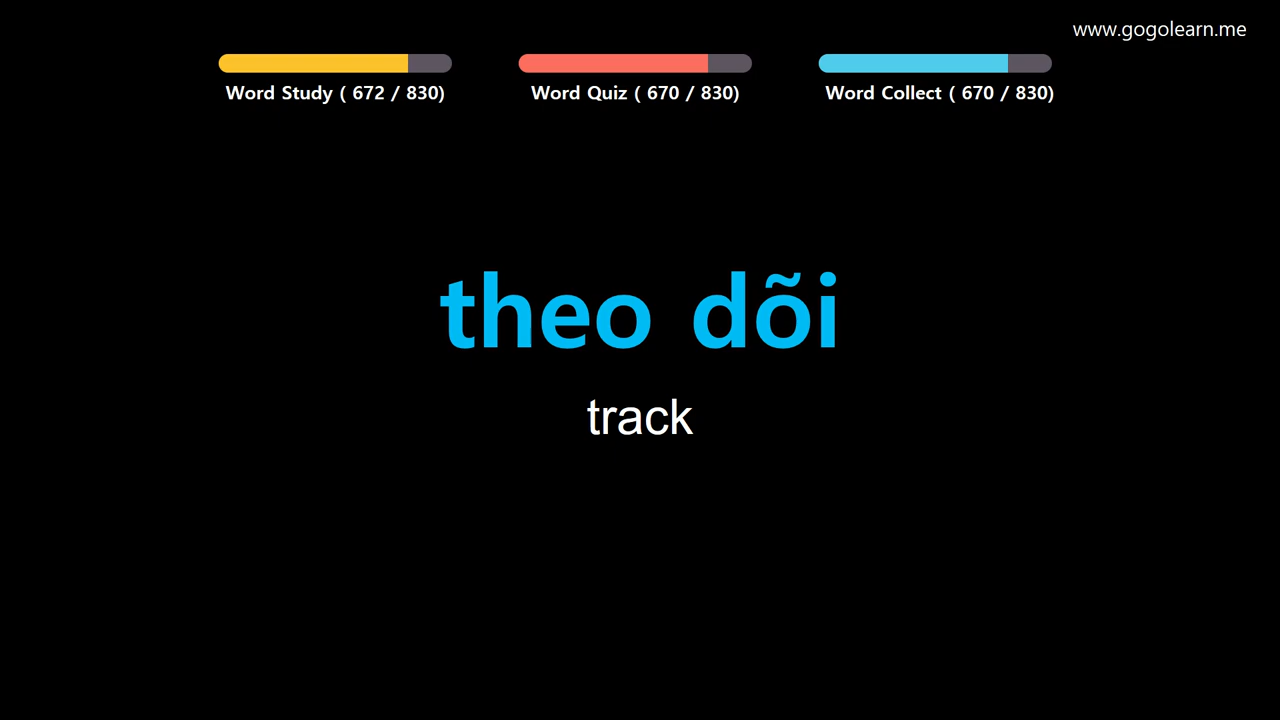 www.gogolearn.me
Word Study ( 672 / 830)
Word Quiz ( 670 / 830)
Word Collect ( 670 / 830)
theo dõi
track